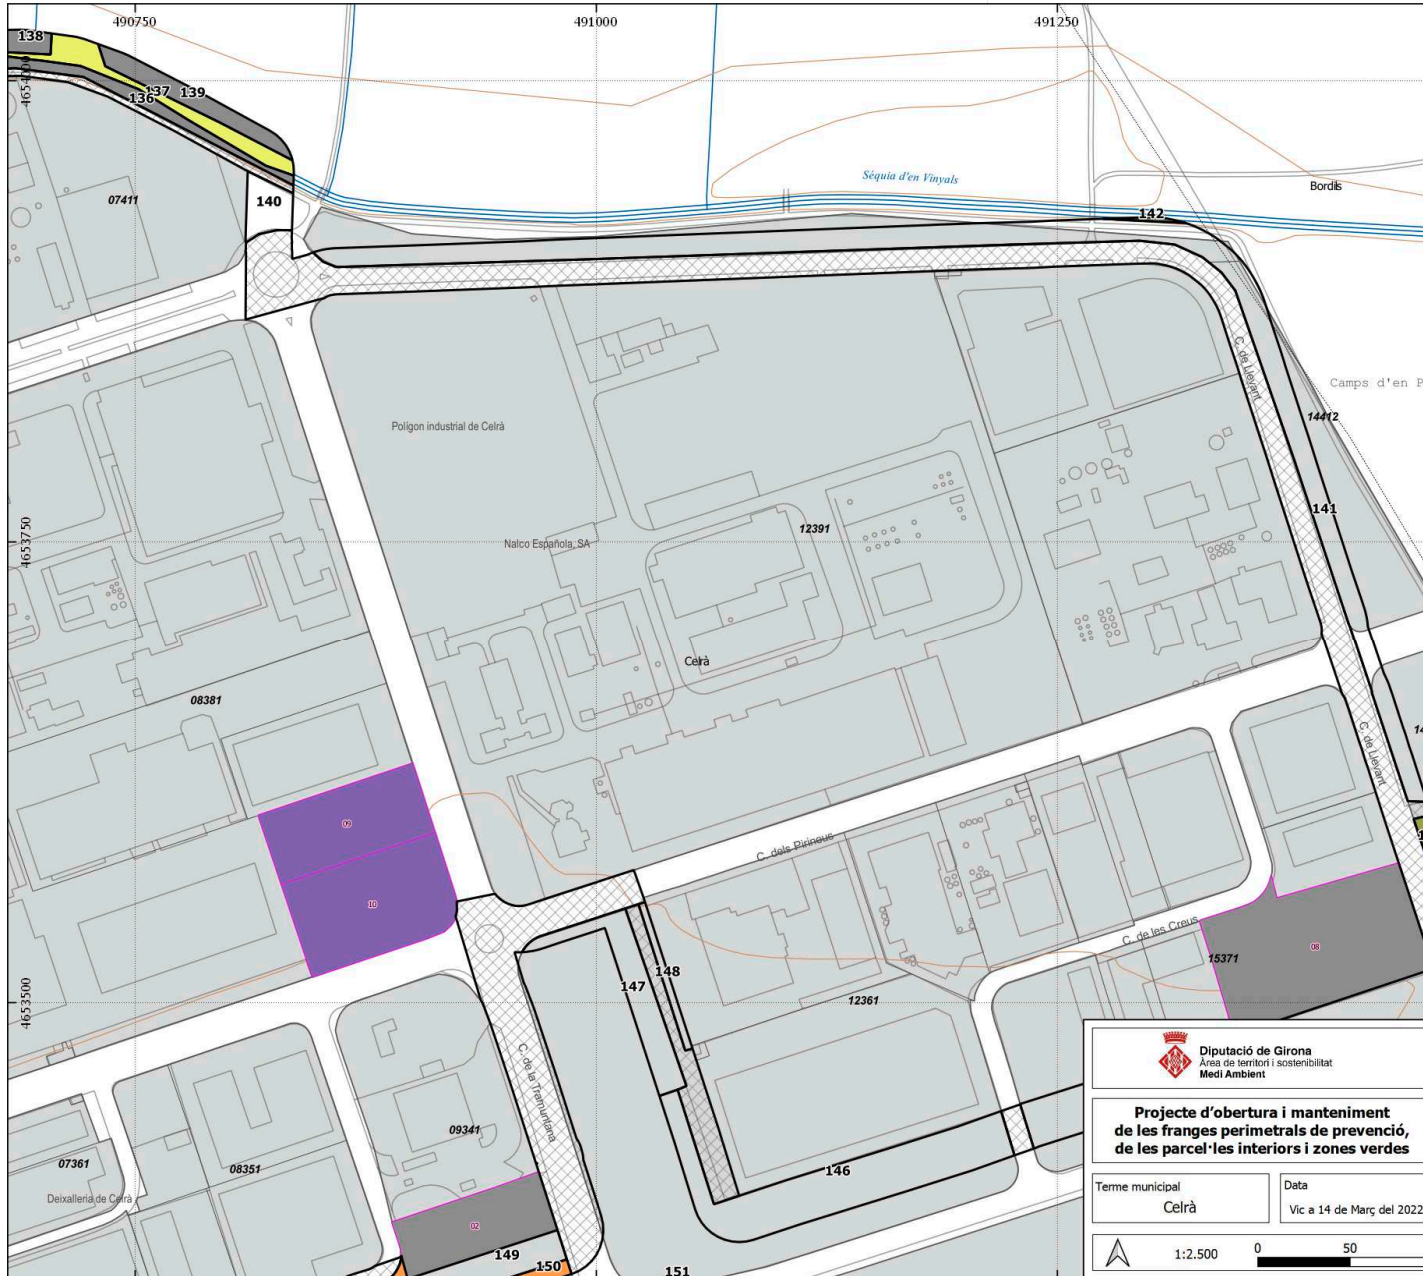 490750
491000
491250
138
4654000
137
139
136
Séquia d'en Vinyals
Bordils
07411
140
142
C. de Llevant
Camps d'en P
14412
Polígon industrial de Celrà
141
12391
4653750
Nalco Española, SA
Celrà
08381
C. de Llevant
09
C. dels Pirineus
10
C. de les Creus
08
15371
148
147
12361
4653500
C. de la Tramuntana
09341
07361
08351
146
Deixalleria de Celrà
02
149
150
151
Diputació de Girona
Àrea de territori i sostenibilitat
Medi Ambient
Projecte d'obertura i manteniment
de les franges perimetrals de prevenció,
de les parcel·les interiors i zones verdes
Terme municipal
Celrà
Data
Vic a 14 de Març del 2022
1:2.500
0
50